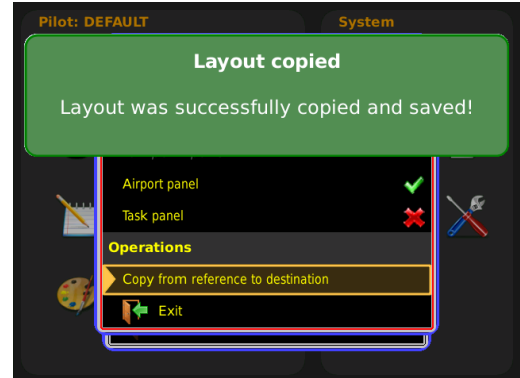 Pilot: DEFAULT
System
Layout copied
Layout was successfully copied and saved!
Airport panel
Task panel
Operations
Copy from reference to destination
Exit